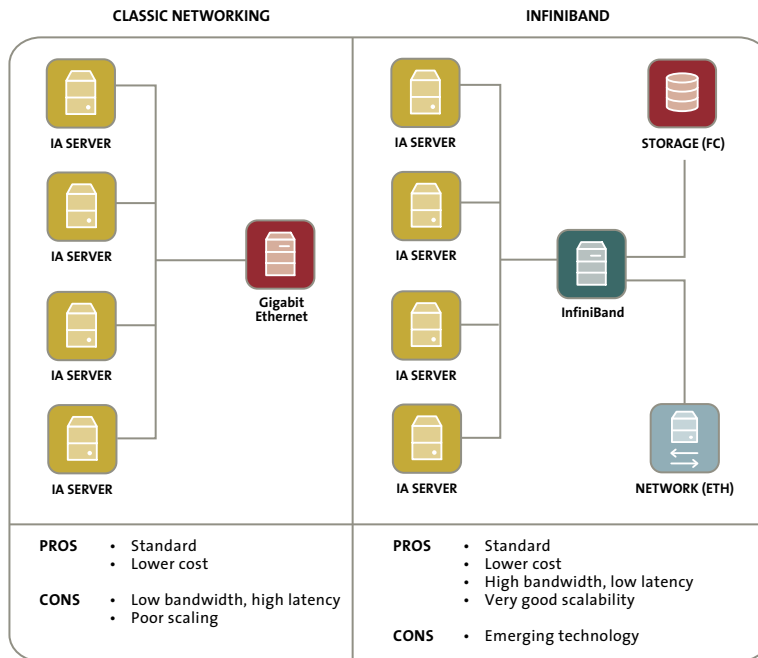 CLASSIC NETWORKING
IA SERVER
IA SERVER
IA SERVER
IA SERVER
Gigabit
Ethernet
PROS • Standard
• Lower cost
CONS • Low bandwidth, high latency
• Poor scaling
INFINIBAND
IA SERVER
IA SERVER
IA SERVER
IA SERVER
InfiniBand
STORAGE (FC)
NETWORK (ETH)
PROS • Standard
• Lower cost
• High bandwidth, low latency
• Very good scalability
CONS • Emerging technology